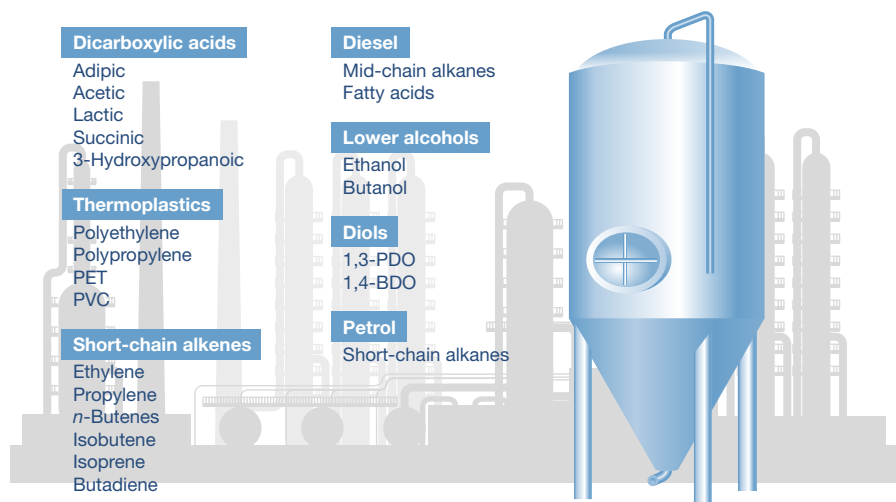 Dicarboxylic acids
Adipic
Acetic
Lactic
Succinic
3-Hydroxypropanoic
Thermoplastics
Polyethylene
Polypropylene
PET
PVC
Short-chain alkenes
Ethylene
Propylene
n-Butenes
Isobutene
Isoprene
Butadiene
Diesel
Mid-chain alkanes
Fatty acids
Lower alcohols
Ethanol
Butanol
Diols
1,3-PDO
1,4-BDO
Petrol
Short-chain alkanes